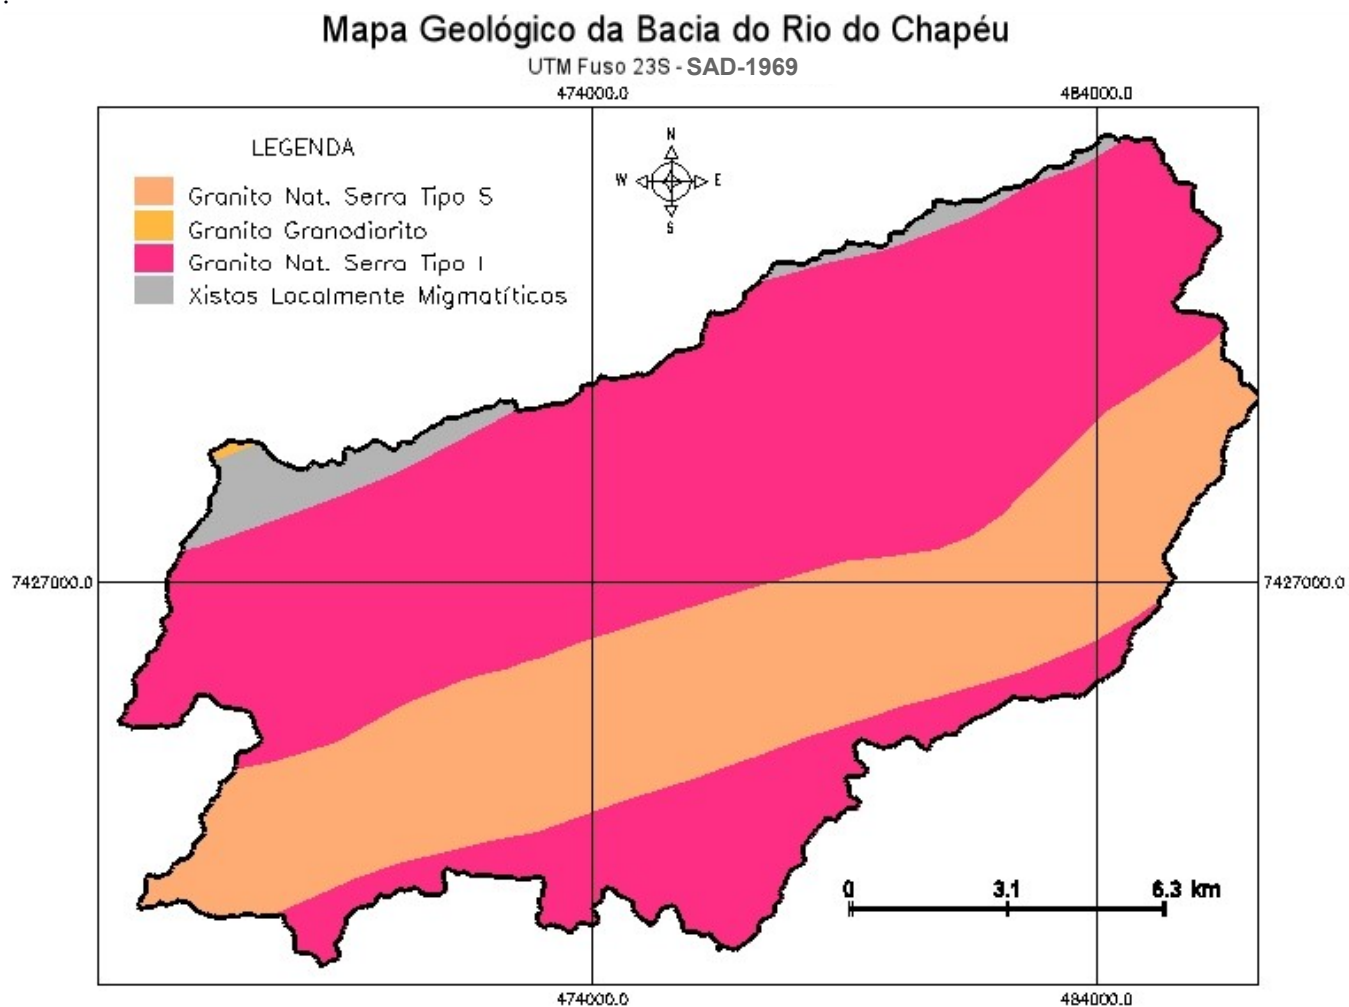 Mapa Geológico da Bacia do Rio do Chapéu
UTM Fuso 23S - SAD-1969
474000.0 484000.0
LEGENDA
Granito Nat. Serra Tipo S
Granito Granodiorito
Granito Nat. Serra Tipo I
Xistos Localmente Migmatíticos
N
W E
S
7427000.0 7427000.0
0 3.1 6.3 km
474000.0 484000.0